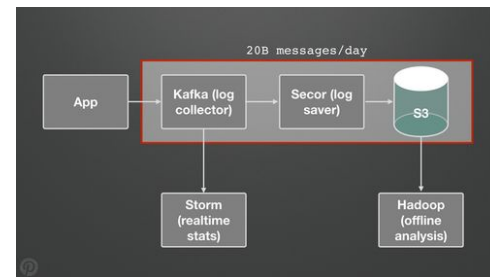 20B messages/day
App
Kafka (log
collector)
Secor (log
saver)
S3
Storm
(realtime
stats)
Hadoop
(offline
analysis)